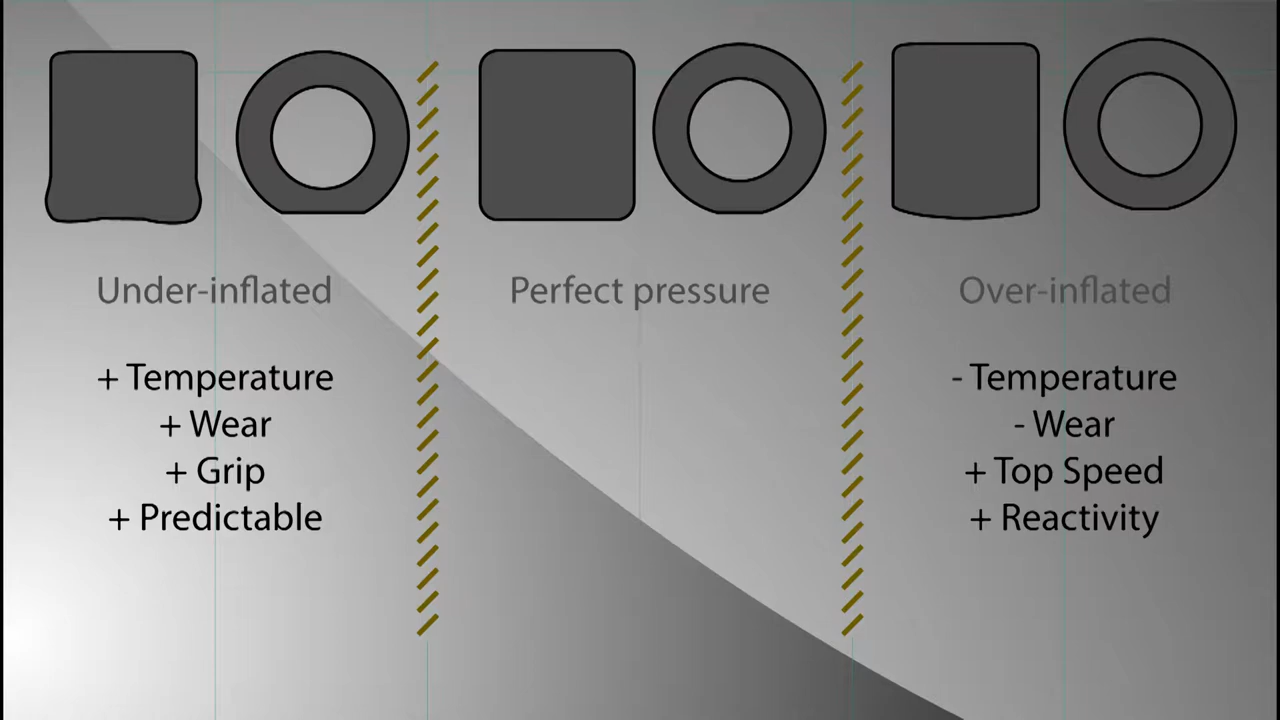 Under-inflated
+ Temperature
+ Wear
+ Grip
+ Predictable
Perfect pressure
Over-inflated
- Temperature
- Wear
+ Top Speed
+ Reactivity